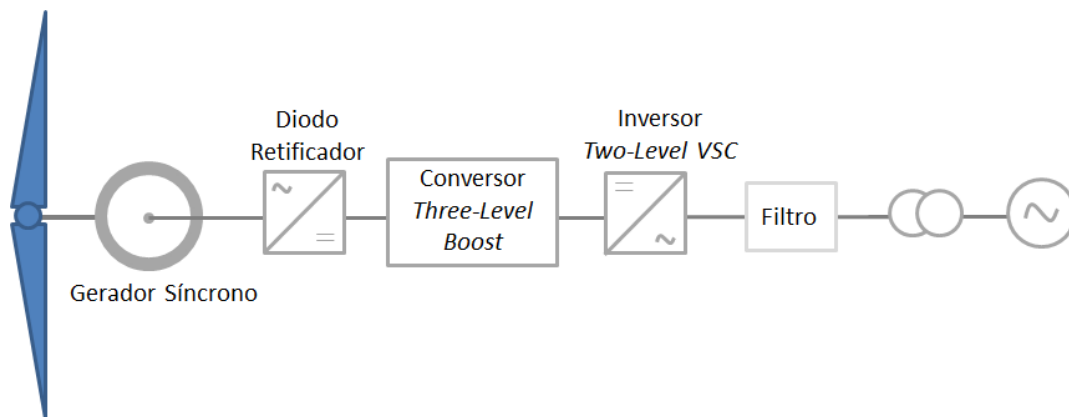 Diodo
Retificador
Inversor
Two-Level VSC
Conversor
Three-Level
Boost
Filtro
Gerador Síncrono